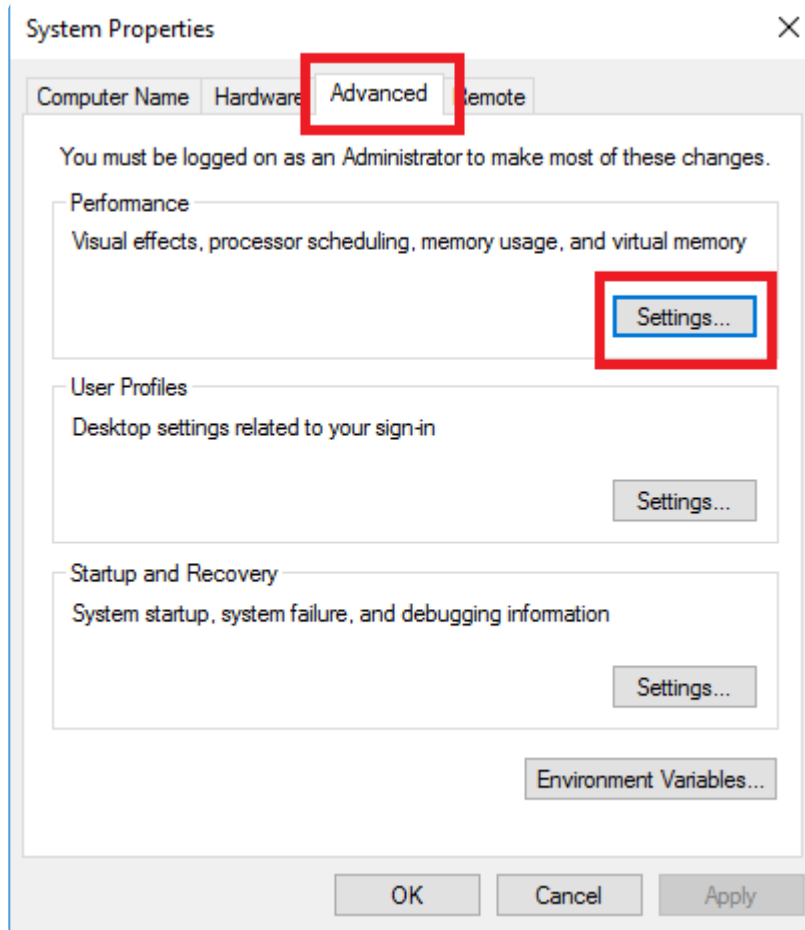 System Properties
Computer Name Hardware Advanced Remote
You must be logged on as an Administrator to make most of these changes.
Performance
Visual effects, processor scheduling, memory usage, and virtual memory
Settings...
User Profiles
Desktop settings related to your sign-in
Settings...
Startup and Recovery
System startup, system failure, and debugging information
Settings...
Environment Variables...
OK Cancel Apply